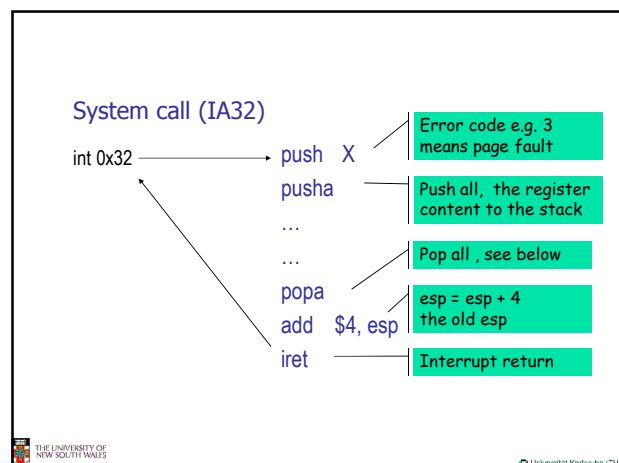 System call (IA32)
int 0x32
push X
Error code e.g. 3
means page fault
pusha
Push all, the register
content to the stack
...
...
Pop all , see below
popa
add $4, esp
esp = esp + 4
the old esp
iret
Interrupt return
THE UNIVERSITY OF
NEW SOUTH WALES